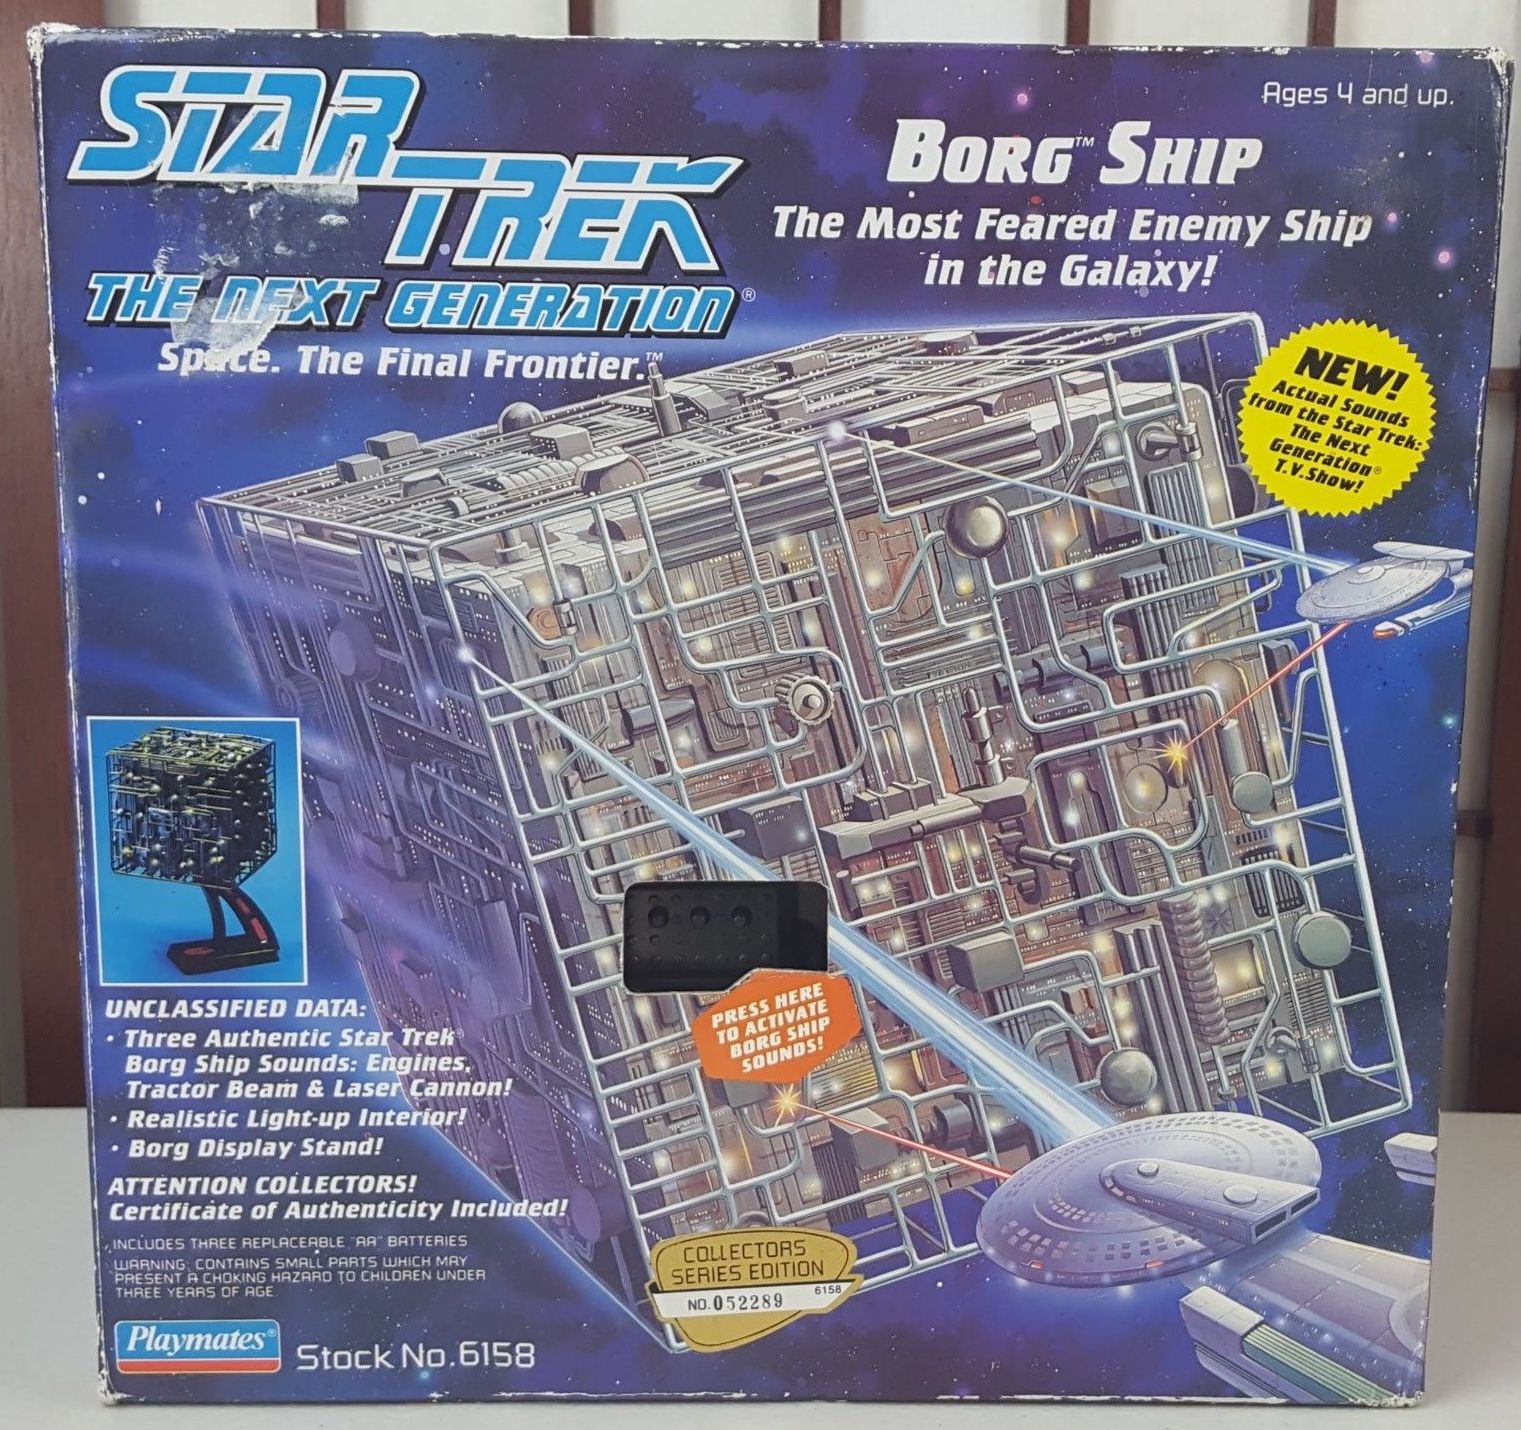 STAR
TREK
THE NEXT GENERATION®
Space. The Final Frontier.™
Ages 4 and up.
BORG™ SHIP
The Most Feared Enemy Ship
in the Galaxy!
NEW!
Actual Sounds
from the Star Trek:
The Next
Generation®
T.V. Show!
UNCLASSIFIED DATA:
• Three Authentic Star Trek®
Borg Ship Sounds: Engines,
Tractor Beam & Laser Cannon!
• Realistic Light-up Interior!
• Borg Display Stand!
ATTENTION COLLECTORS!
Certificate of Authenticity Included!
INCLUDES THREE REPLACEABLE "AA" BATTERIES
WARNING: CONTAINS SMALL PARTS WHICH MAY
PRESENT A CHOKING HAZARD TO CHILDREN UNDER
THREE YEARS OF AGE
PRESS HERE
TO ACTIVATE
BORG SHIP
SOUNDS!
COLLECTORS
SERIES EDITION
6158
NO. 052289
Playmates®
Stock No. 6158